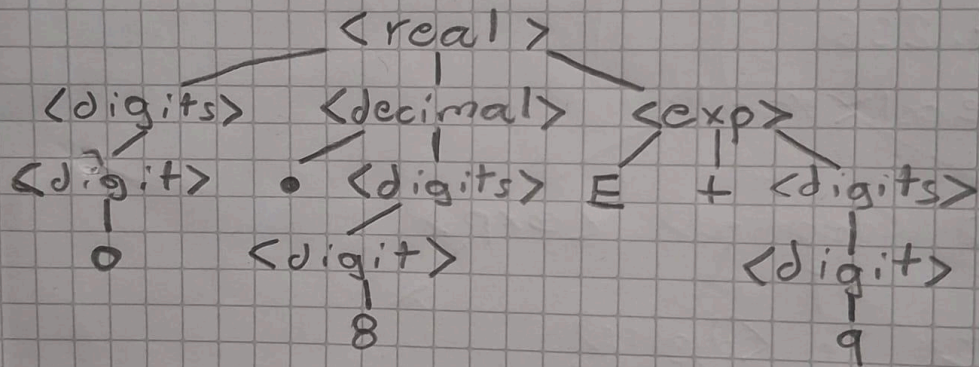 <real>
<digits> <decimal> <exp>
<digit> . <digits> E + <digits>
0 <digit> <digit>
8 9